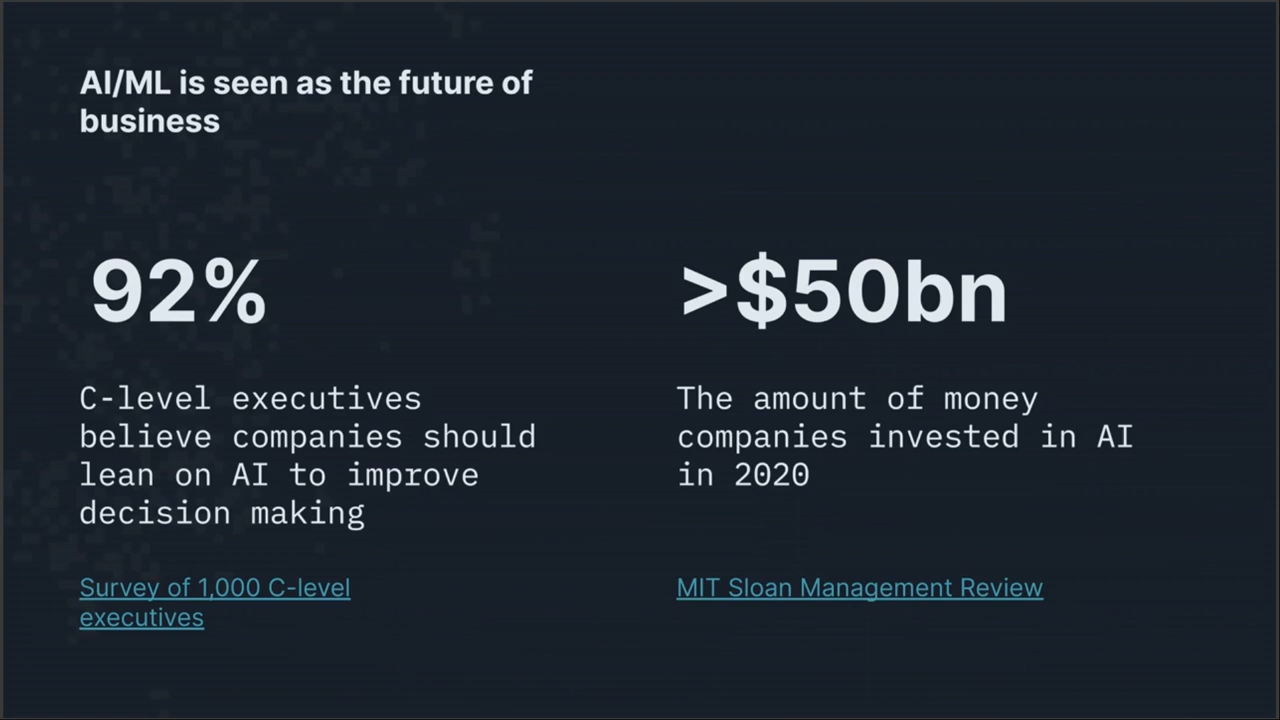 AI/ML is seen as the future of
business
92%
C-level executives
believe companies should
lean on AI to improve
decision making
Survey of 1,000 C-level
executives
>$50bn
The amount of money
companies invested in AI
in 2020
MIT Sloan Management Review